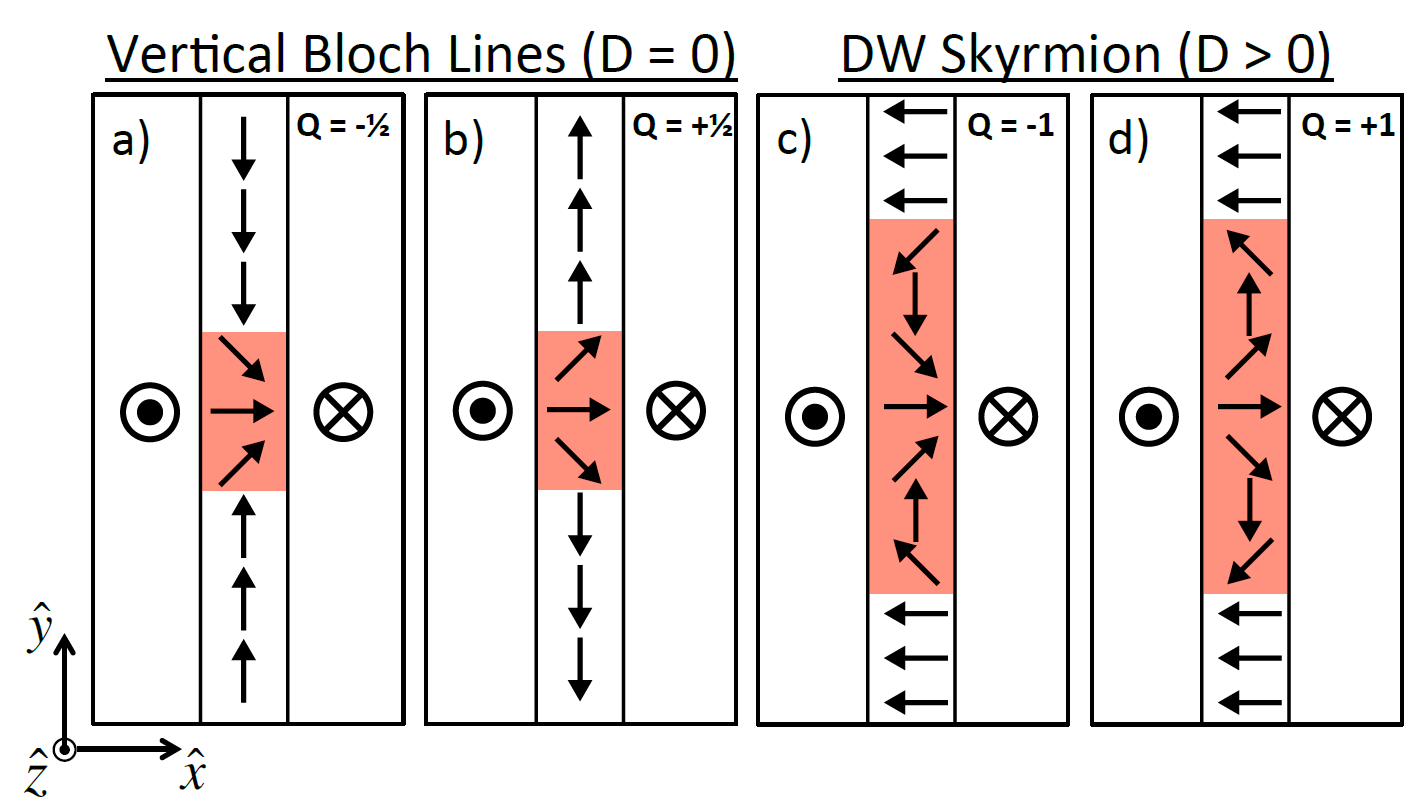 Vertical Bloch Lines (D = 0)
DW Skyrmion (D > 0)
a)
Q = -½
b)
Q = +½
c)
Q = -1
d)
Q = +1
ŷ
ẑ
x̂